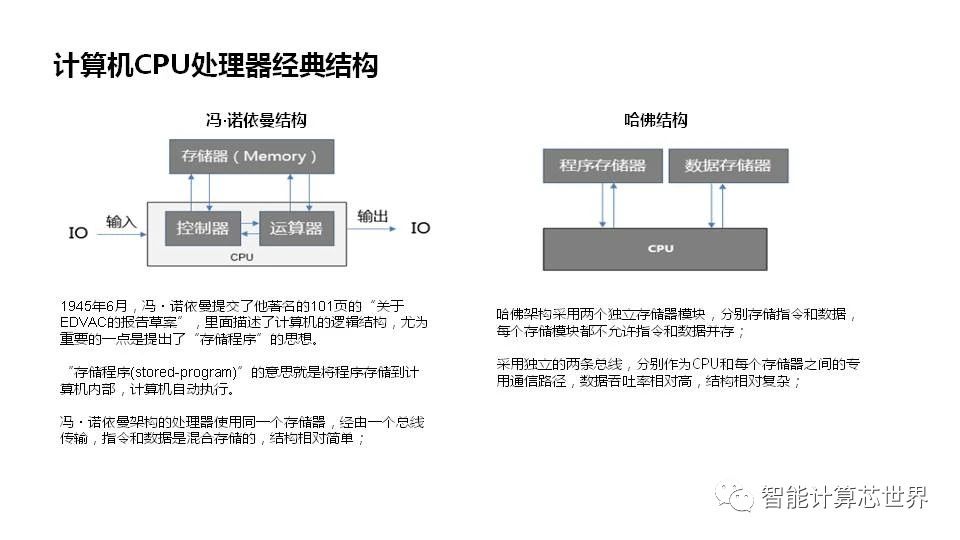 计算机CPU处理器经典结构
冯·诺依曼结构
存储器（Memory）
IO
输入
控制器
运算器
CPU
输出
IO
1945年6月，冯·诺依曼提交了他著名的101页的“关于
EDVAC的报告草案”，里面描述了计算机的逻辑结构，尤为
重要的一点是提出了“存储程序”的思想。
“存储程序(stored-program)”的意思就是将程序存储到计
算机内部，计算机自动执行。
冯·诺依曼架构的处理器使用同一个存储器，经由一个总线
传输，指令和数据是混合存储的，结构相对简单；
哈佛结构
程序存储器
数据存储器
CPU
哈佛架构采用两个独立存储器模块，分别存储指令和数据，
每个存储模块都不允许指令和数据并存；
采用独立的两条总线，分别作为CPU和每个存储器之间的专
用通信路径，数据吞吐率相对高，结构相对复杂；
智能计算芯世界